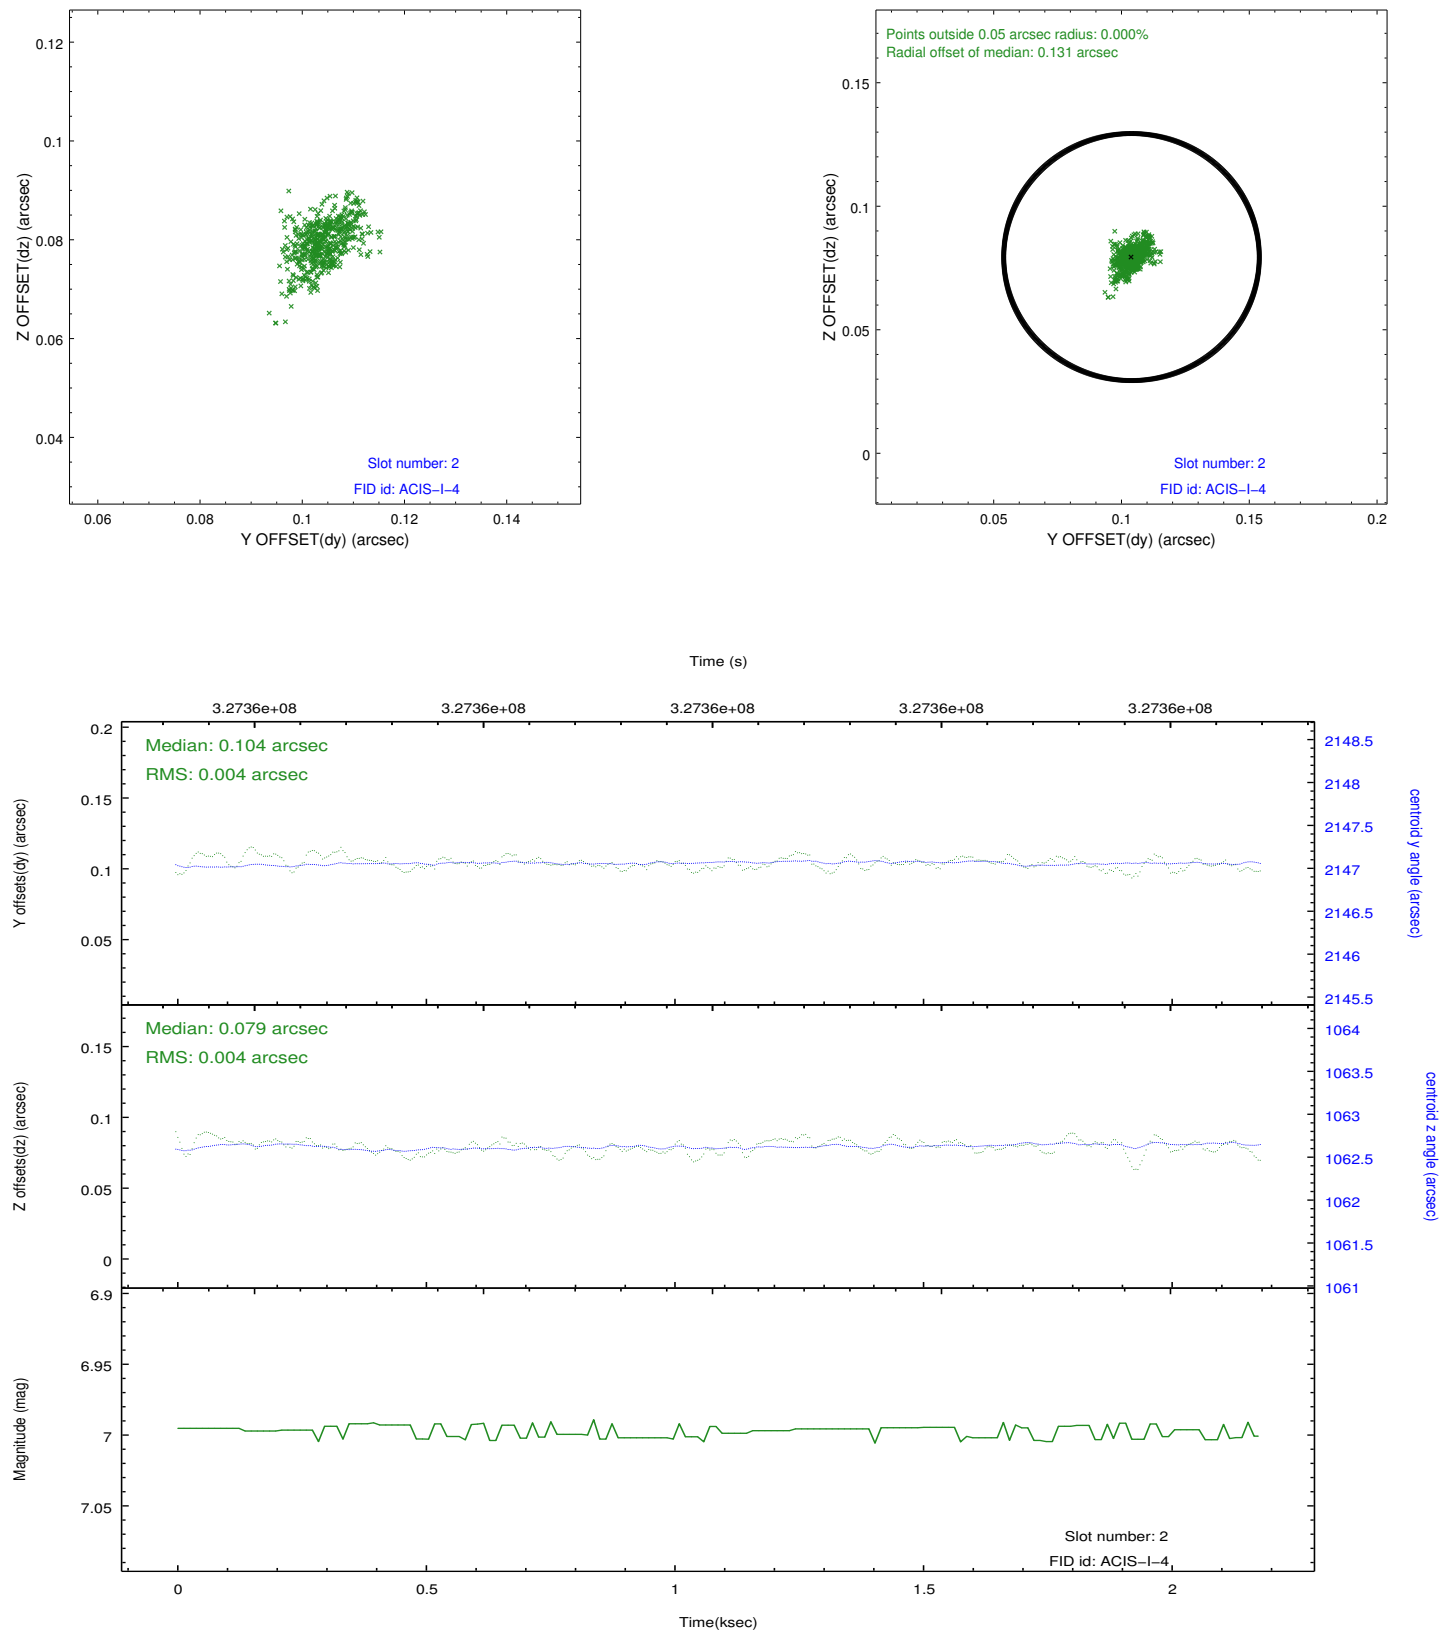 0.12
0.1
0.08
0.06
0.04
Z OFFSET(dz) (arcsec)
Slot number: 2
FID id: ACIS−I−4
0.06 0.08 0.1 0.12 0.14
Y OFFSET(dy) (arcsec)
Points outside 0.05 arcsec radius: 0.000%
Radial offset of median: 0.131 arcsec
0.15
0.1
0.05
0
Z OFFSET(dz) (arcsec)
Slot number: 2
FID id: ACIS−I−4
0.05 0.1 0.15 0.2
Y OFFSET(dy) (arcsec)
Time (s)
3.2736e+08 3.2736e+08 3.2736e+08 3.2736e+08 3.2736e+08
Median: 0.104 arcsec
RMS: 0.004 arcsec
0.2
0.15
0.1
0.05
Y offsets(dy) (arcsec)
2148.5
2148
2147.5
2147
2146.5
2146
2145.5
centroid y angle (arcsec)
Median: 0.079 arcsec
RMS: 0.004 arcsec
0.15
0.1
0.05
0
Z offsets(dz) (arcsec)
1064
1063.5
1063
1062.5
1062
1061.5
1061
centroid z angle (arcsec)
6.9
6.95
7
7.05
Magnitude (mag)
Slot number: 2
FID id: ACIS−I−4
0 0.5 1 1.5 2
Time(ksec)